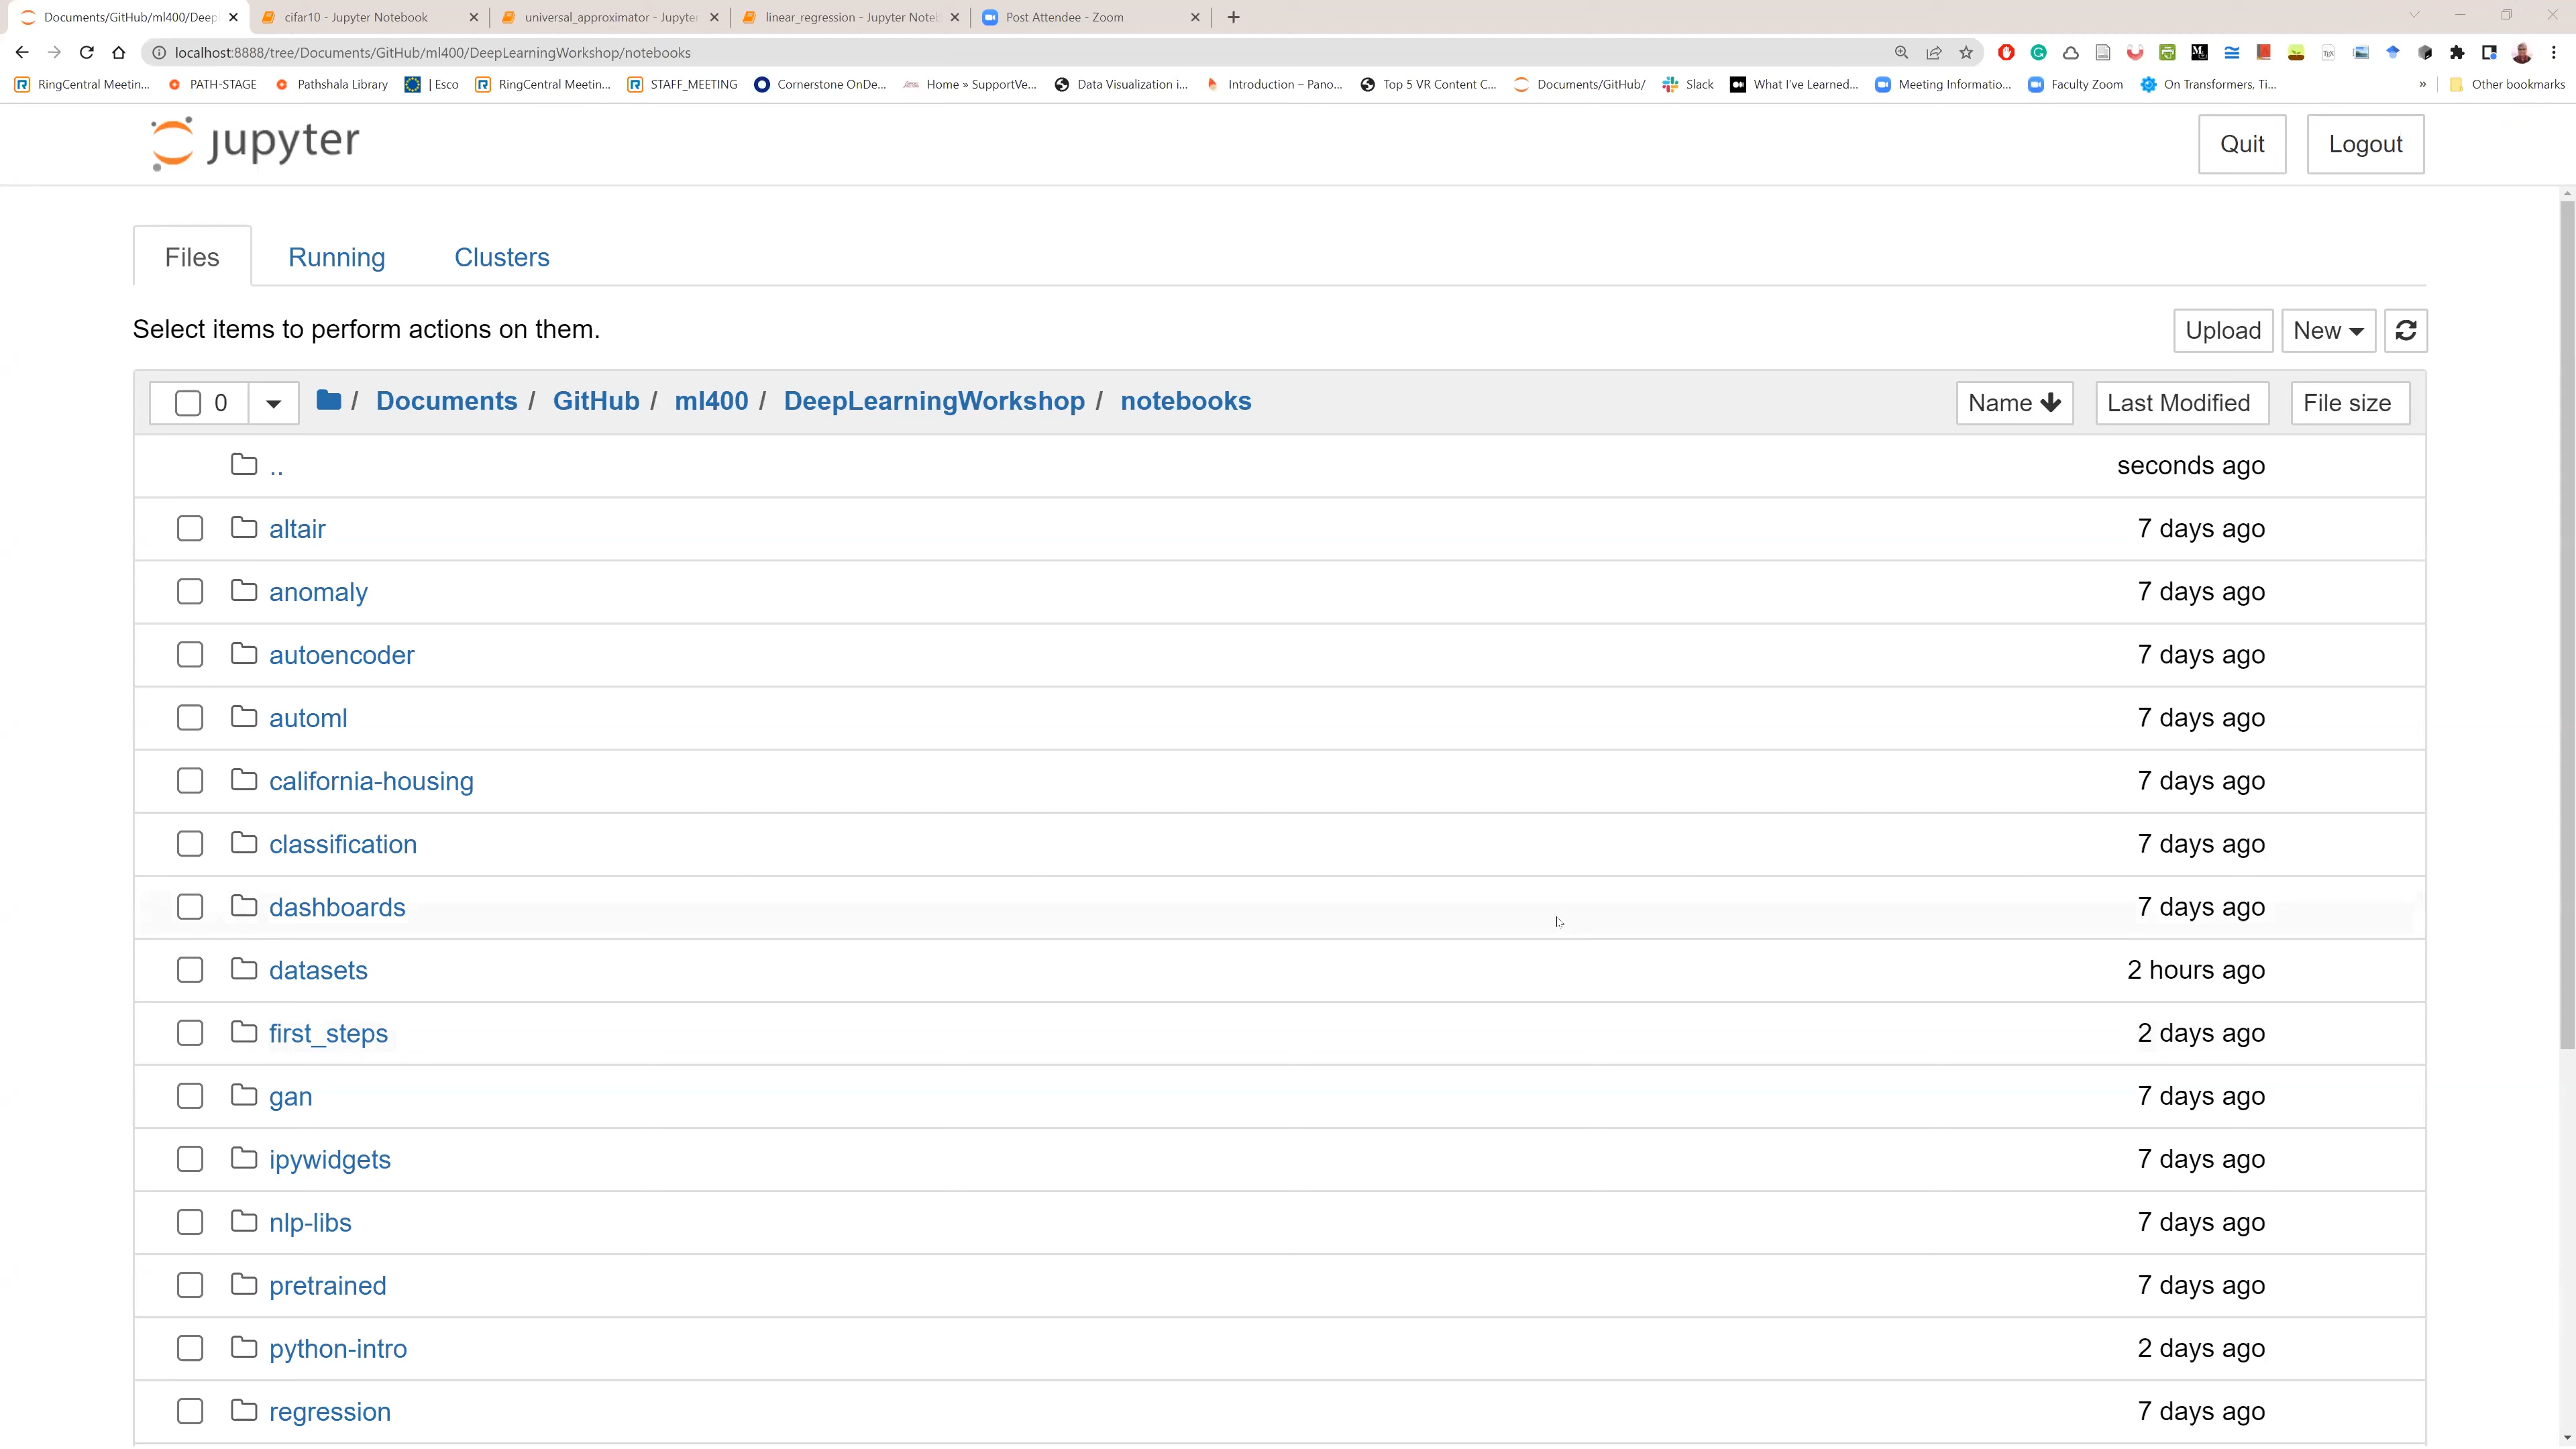 Documents/GitHub/ml400/Deep
cifar10 - Jupyter Notebook
universal_approximator - Jupyter
linear_regression - Jupyter Noteb
Post Attendee - Zoom
localhost:8888/tree/Documents/GitHub/ml400/DeepLearningWorkshop/notebooks
RingCentral Meetin...
PATH-STAGE
Pathshala Library
| Esco
RingCentral Meetin...
STAFF_MEETING
Cornerstone OnDe...
Home » SupportVe...
Data Visualization i...
Introduction – Pano...
Top 5 VR Content C...
Documents/GitHub/
Slack
What I've Learned...
Meeting Informatio...
Faculty Zoom
On Transformers, Ti...
»
Other bookmarks
jupyter
Quit
Logout
Files
Running
Clusters
Select items to perform actions on them.
Upload
New
0
/ Documents / GitHub / ml400 / DeepLearningWorkshop / notebooks
Name
Last Modified
File size
.. seconds ago
altair 7 days ago
anomaly 7 days ago
autoencoder 7 days ago
automl 7 days ago
california-housing 7 days ago
classification 7 days ago
dashboards 7 days ago
datasets 2 hours ago
first_steps 2 days ago
gan 7 days ago
ipywidgets 7 days ago
nlp-libs 7 days ago
pretrained 7 days ago
python-intro 2 days ago
regression 7 days ago